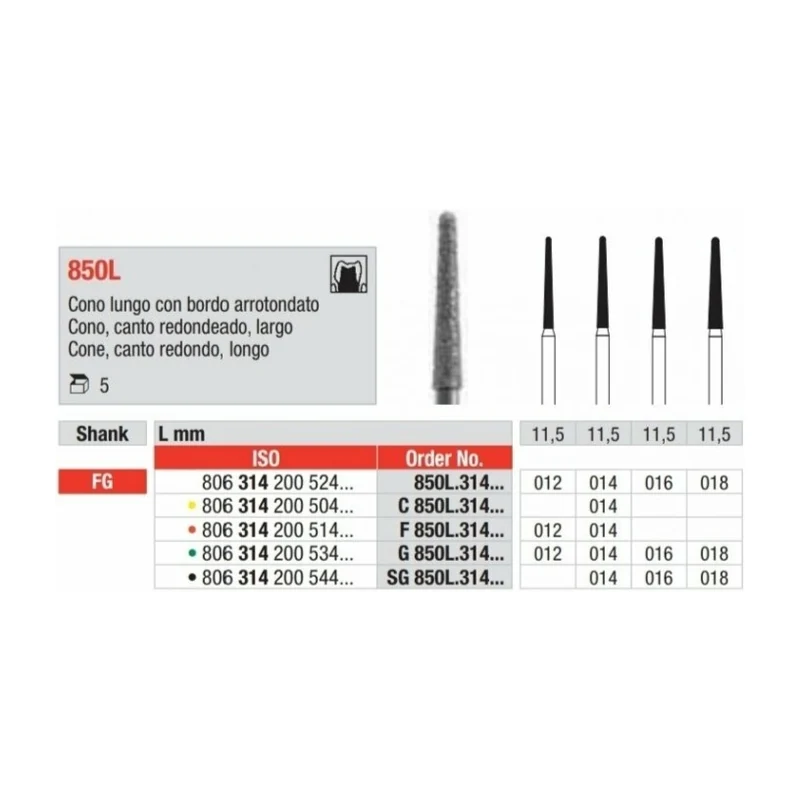 850L
Cono lungo con bordo arrotondato
Cono, canto redondeado, largo
Cone, canto redondo, longo
5
Shank L mm 11,5 11,5 11,5 11,5
ISO Order No.
FG 806 314 200 524... 850L.314... 012 014 016 018
806 314 200 504... C 850L.314... 014
806 314 200 514... F 850L.314... 012 014
806 314 200 534... G 850L.314... 012 014 016 018
806 314 200 544... SG 850L.314... 014 016 018